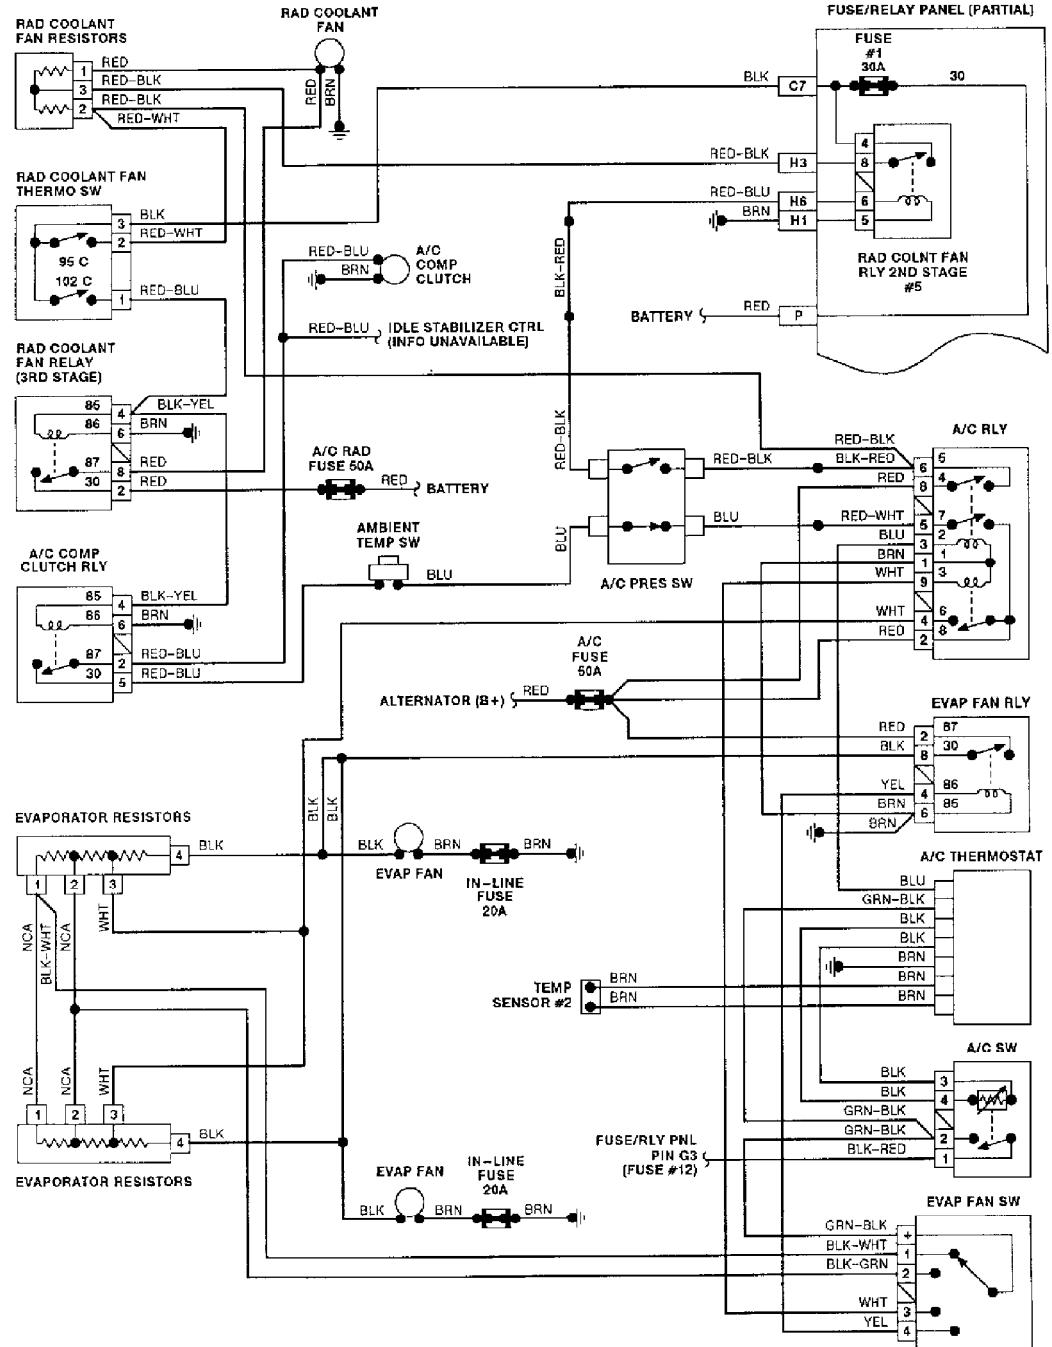 RAD COOLANT
FAN RESISTORS
RAD COOLANT
FAN
FUSE/RELAY PANEL (PARTIAL)
FUSE
#1
30A
30
1
3
2
RED
RED-BLK
RED-BLK
RED-WHT
RED
BRN
BLK
C7
RED-BLK
H3
RED-BLU
H6
BRN
H1
4
8
6
5
RAD COLNT FAN
RLY 2ND STAGE
#5
BATTERY
RED
P
RAD COOLANT FAN
THERMO SW
3
BLK
2
RED-WHT
95 C
102 C
1
RED-BLU
RED-BLU
BRN
A/C
COMP
CLUTCH
BLK-RED
RED-BLU
IDLE STABILIZER CTRL
(INFO UNAVAILABLE)
RAD COOLANT
FAN RELAY
(3RD STAGE)
85
4
BLK-YEL
86
6
BRN
87
8
RED
30
2
RED
A/C RAD
FUSE 50A
RED
BATTERY
RED-BLK
RED-BLK
A/C RLY
RED-BLK
BLK-RED
6
5
RED
8
4
RED-WHT
5
7
BLU
3
2
BRN
1
1
WHT
9
3
WHT
4
6
RED
2
8
BLU
BLU
A/C PRES SW
AMBIENT
TEMP SW
BLU
A/C COMP
CLUTCH RLY
85
4
BLK-YEL
86
6
BRN
87
2
RED-BLU
30
5
RED-BLU
A/C
FUSE
50A
ALTERNATOR (B+)
RED
EVAP FAN RLY
RED
2
87
BLK
8
30
YEL
4
86
BRN
6
85
BRN
BLK
BLK
EVAPORATOR RESISTORS
4
BLK
1
2
3
BLK
BRN
BRN
EVAP FAN
IN-LINE
FUSE
20A
NCA
BLK-WHT
NCA
WHT
A/C THERMOSTAT
BLU
GRN-BLK
BLK
BLK
BRN
BRN
BRN
TEMP
SENSOR #2
BRN
BRN
NCA
NCA
WHT
1
2
3
4
BLK
EVAPORATOR RESISTORS
A/C SW
BLK
3
BLK
4
GRN-BLK
GRN-BLK
2
BLK-RED
1
FUSE/RLY PNL
PIN G3
(FUSE #12)
EVAP FAN
IN-LINE
FUSE
20A
BLK
BRN
BRN
EVAP FAN SW
GRN-BLK
+
BLK-WHT
1
BLK-GRN
2
WHT
3
YEL
4